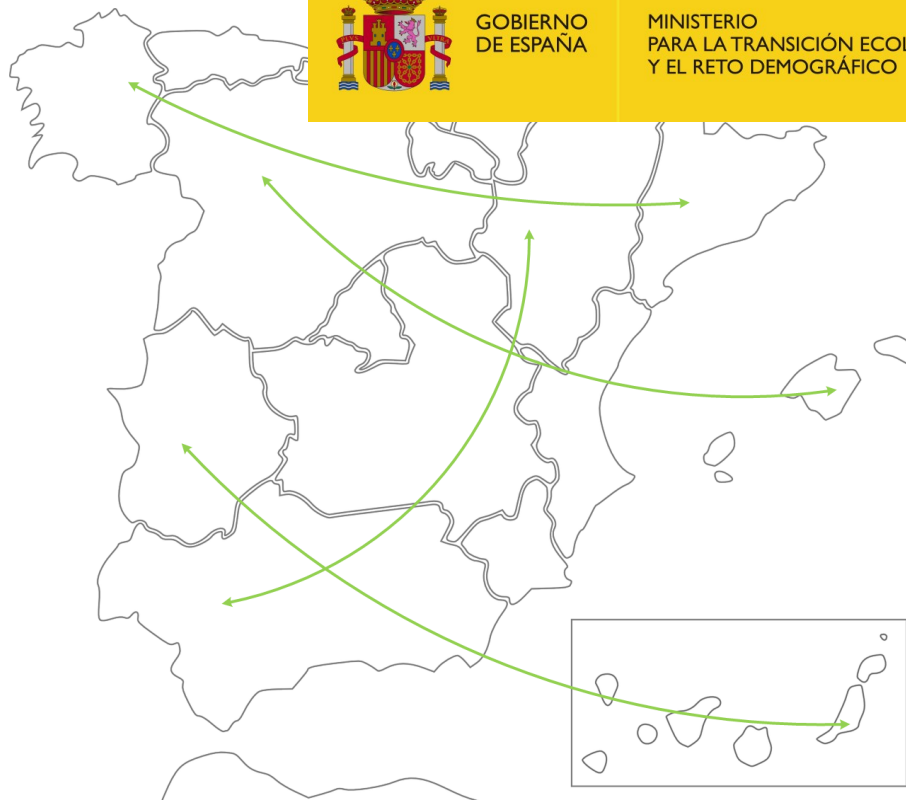 GOBIERNO
DE ESPAÑA
MINISTERIO
PARA LA TRANSICIÓN ECOL
Y EL RETO DEMOGRÁFICO